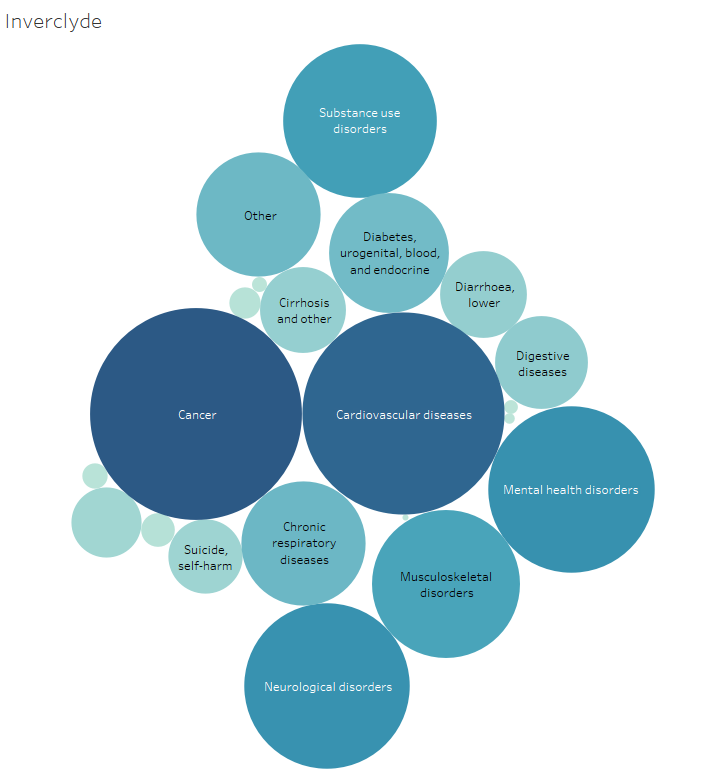 Inverclyde
Substance use
disorders
Other
Diabetes,
urogenital, blood,
and endocrine
Diarrhoea,
lower
Cirrhosis
and other
Digestive
diseases
Cancer
Cardiovascular diseases
Mental health disorders
Chronic
respiratory
diseases
Suicide,
self-harm
Musculoskeletal
disorders
Neurological disorders